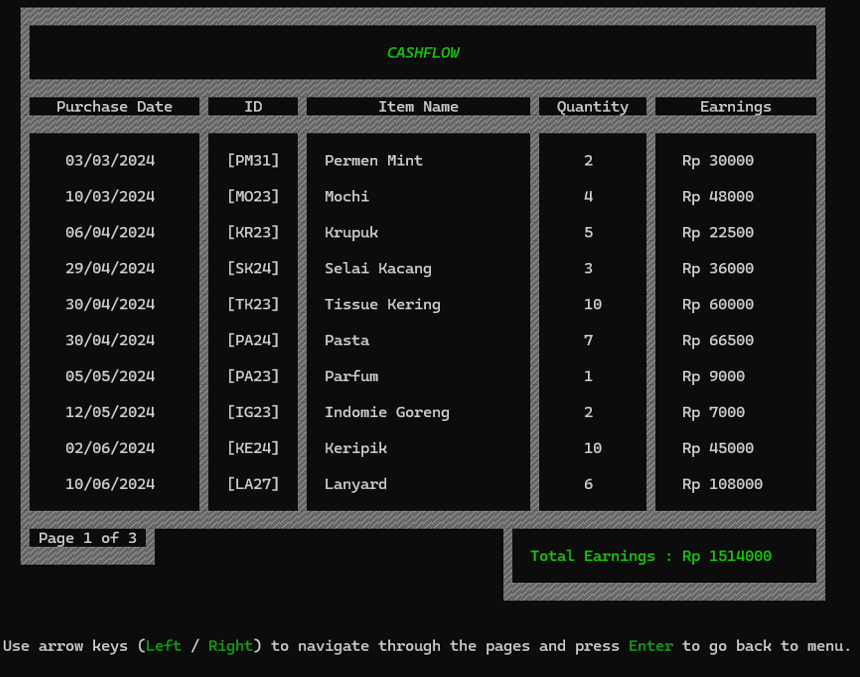 CASHFLOW
Purchase Date ID Item Name Quantity Earnings
03/03/2024 [PM31] Permen Mint 2 Rp 30000
10/03/2024 [MO23] Mochi 4 Rp 48000
06/04/2024 [KR23] Krupuk 5 Rp 22500
29/04/2024 [SK24] Selai Kacang 3 Rp 36000
30/04/2024 [TK23] Tissue Kering 10 Rp 60000
30/04/2024 [PA24] Pasta 7 Rp 66500
05/05/2024 [PA23] Parfum 1 Rp 9000
12/05/2024 [IG23] Indomie Goreng 2 Rp 7000
02/06/2024 [KE24] Keripik 10 Rp 45000
10/06/2024 [LA27] Lanyard 6 Rp 108000
Page 1 of 3
Total Earnings : Rp 1514000
Use arrow keys (Left / Right) to navigate through the pages and press Enter to go back to menu.